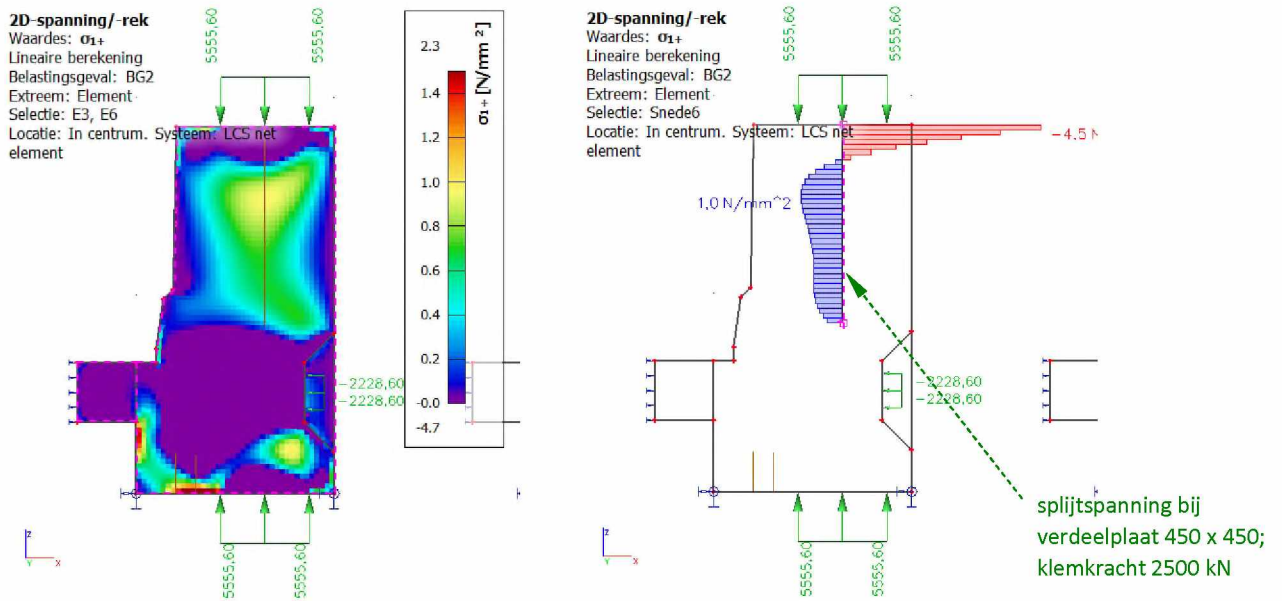 2D-spanning/-rek
Waardes: σ1+
Lineaire berekening
Belastingsgeval: BG2
Extreem: Element
Selectie: E3, E6
Locatie: In centrum. Systeem: LCS net
element
5555,60
5555,60
2.3
1.4
1.2
1.0
0.8
0.6
0.4
0.2
-0.0
-4.7
σ1+ [N/mm ²]
-2228,60
-2228,60
5555,60
5555,60
z
Y
x
2D-spanning/-rek
Waardes: σ1+
Lineaire berekening
Belastingsgeval: BG2
Extreem: Element
Selectie: Snede6
Locatie: In centrum. Systeem: LCS net
element
5555,60
5555,60
-4.5 N
1,0 N/mm^2
-2228,60
-2228,60
5555,60
5555,60
z
Y
x
splijtspanning bij
verdeelplaat 450 x 450;
klemkracht 2500 kN